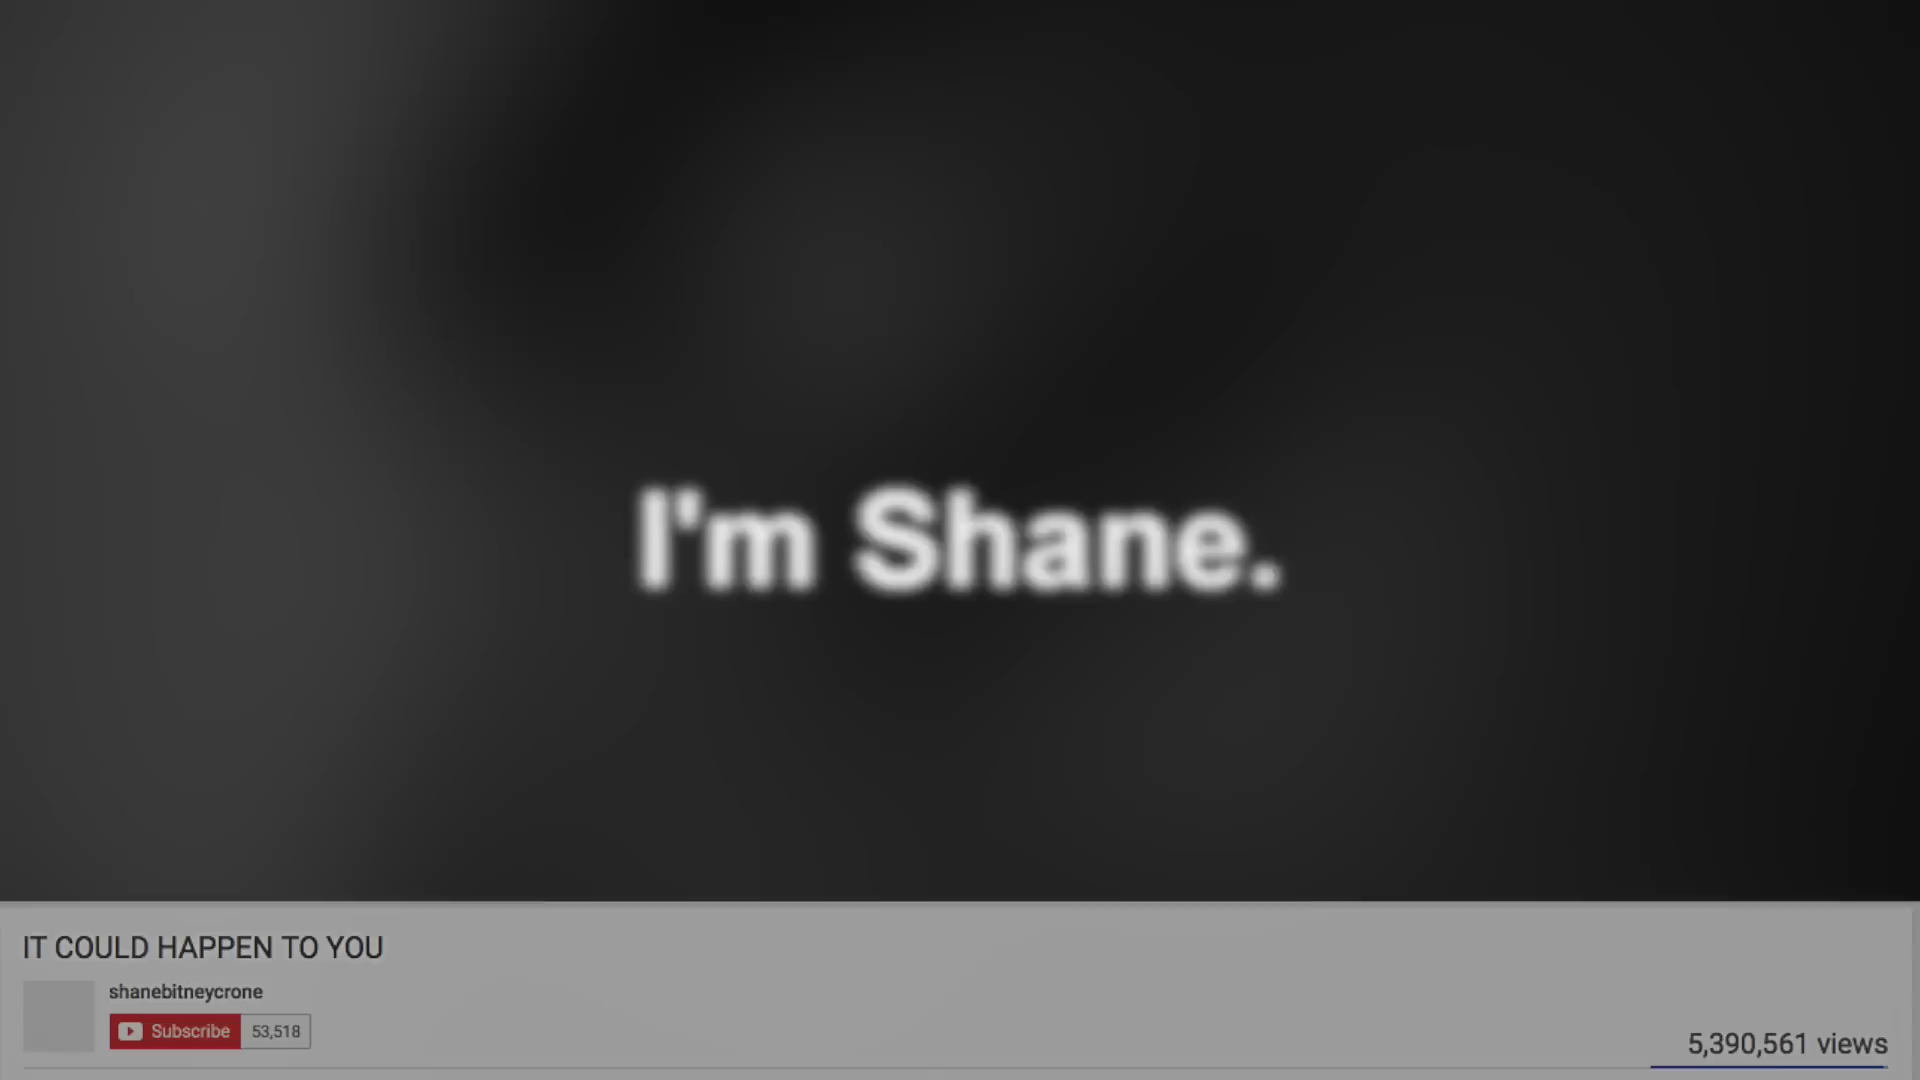 I'm Shane.
IT COULD HAPPEN TO YOU
shanebitneycrone
Subscribe 53,518
5,390,561 views